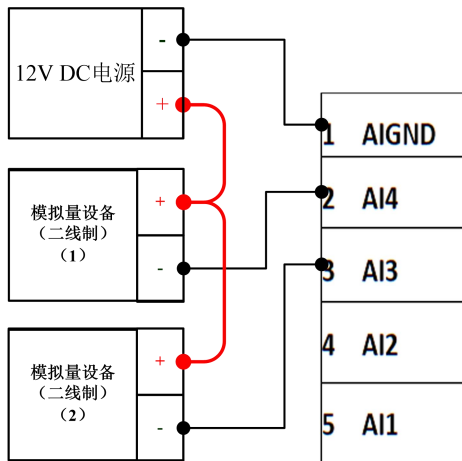 -
12V DC电源
+
1 AIGND
+
模拟量设备
（二线制）
（1）
-
2 AI4
3 AI3
+
模拟量设备
（二线制）
（2）
-
4 AI2
5 AI1